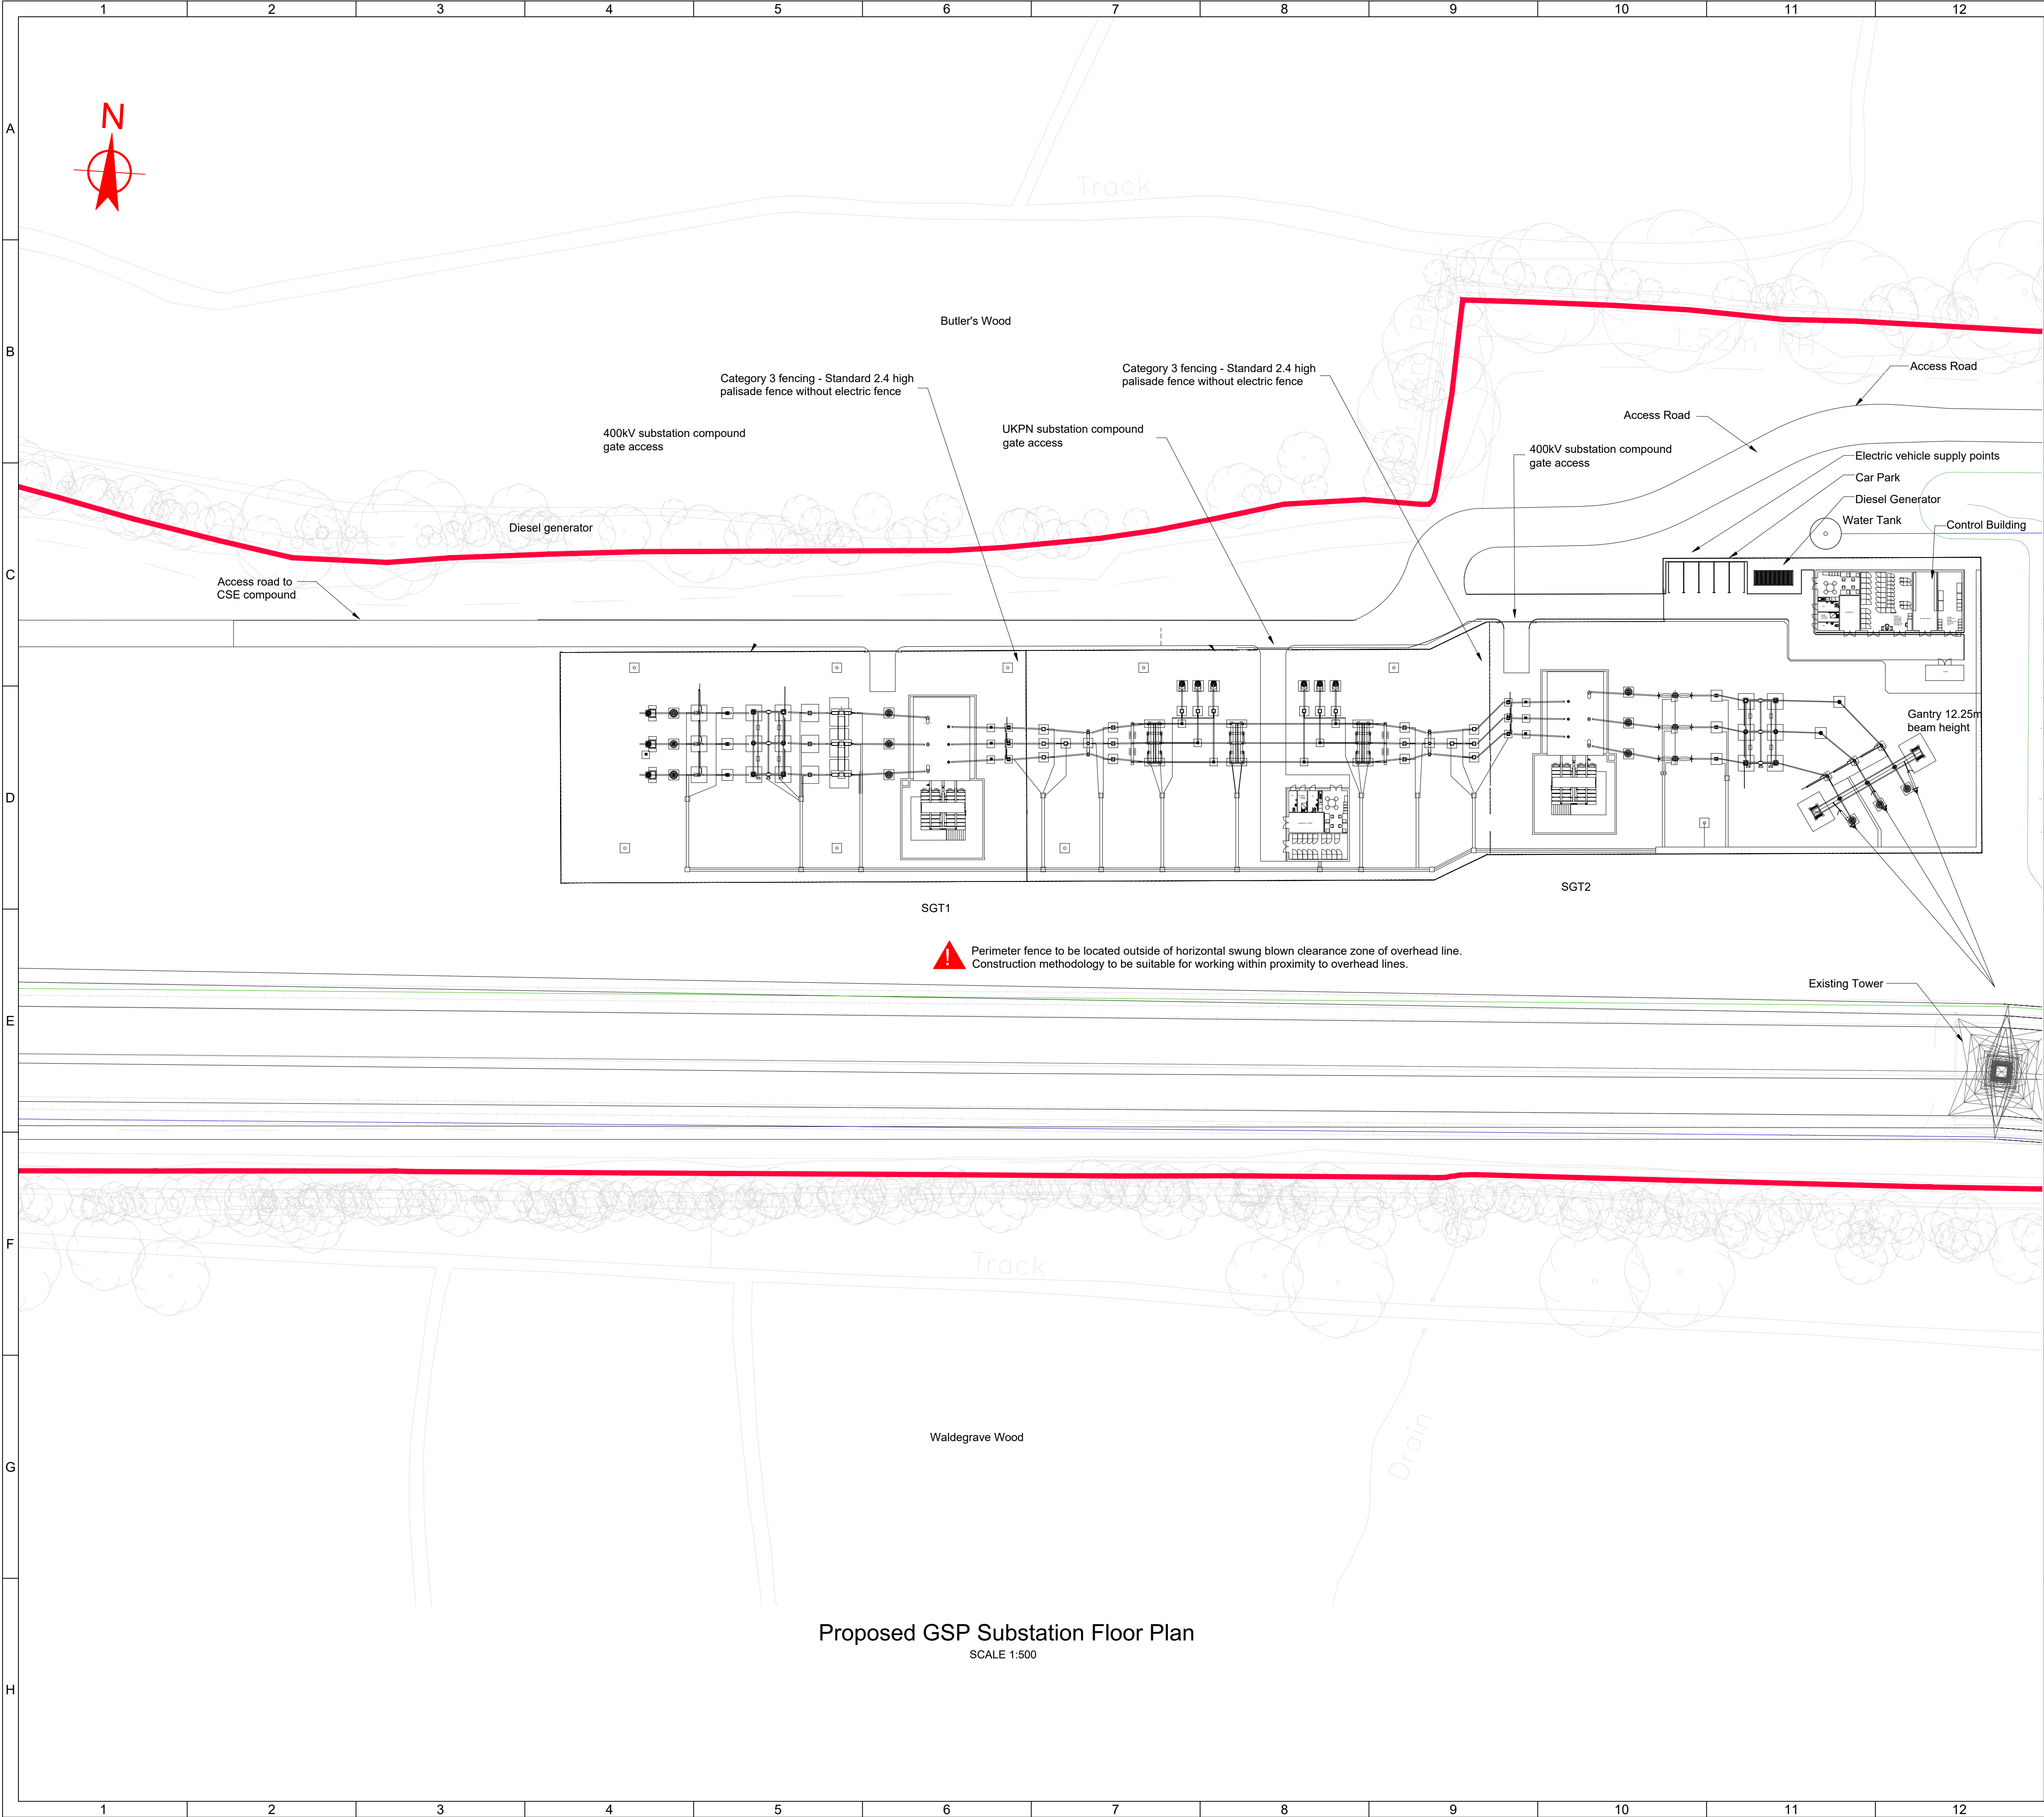 1 2 3 4 5 6 7 8 9 10 11 12
A
N
Track
B
Butler's Wood
1.52m RH
Access Road
Category 3 fencing - Standard 2.4 high
palisade fence without electric fence
Category 3 fencing - Standard 2.4 high
palisade fence without electric fence
Access Road
400kV substation compound
gate access
UKPN substation compound
gate access
400kV substation compound
gate access
Electric vehicle supply points
Car Park
Diesel Generator
Water Tank
Control Building
Diesel generator
C
Access road to
CSE compound
Gantry 12.25m
beam height
D
SGT2
SGT1
!
Perimeter fence to be located outside of horizontal swung blown clearance zone of overhead line.
Construction methodology to be suitable for working within proximity to overhead lines.
Existing Tower
E
F
Track
Waldegrave Wood
Drain
G
Proposed GSP Substation Floor Plan
SCALE 1:500
H
1 2 3 4 5 6 7 8 9 10 11 12